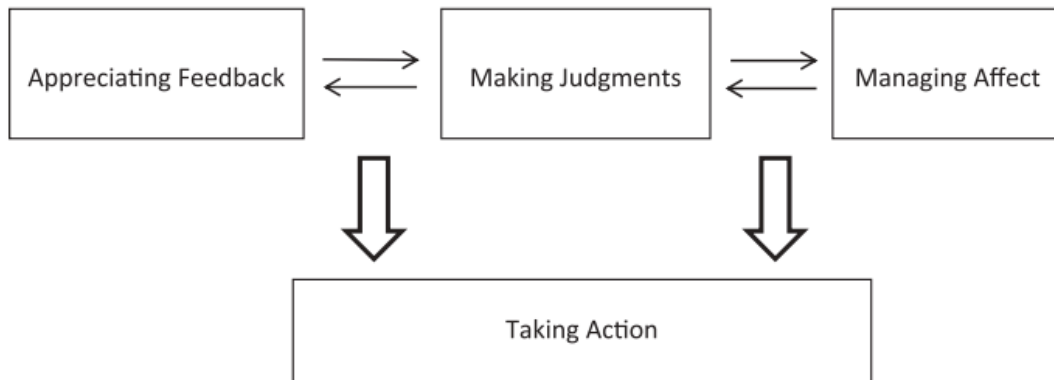 Appreciating Feedback
Making Judgments
Managing Affect
Taking Action